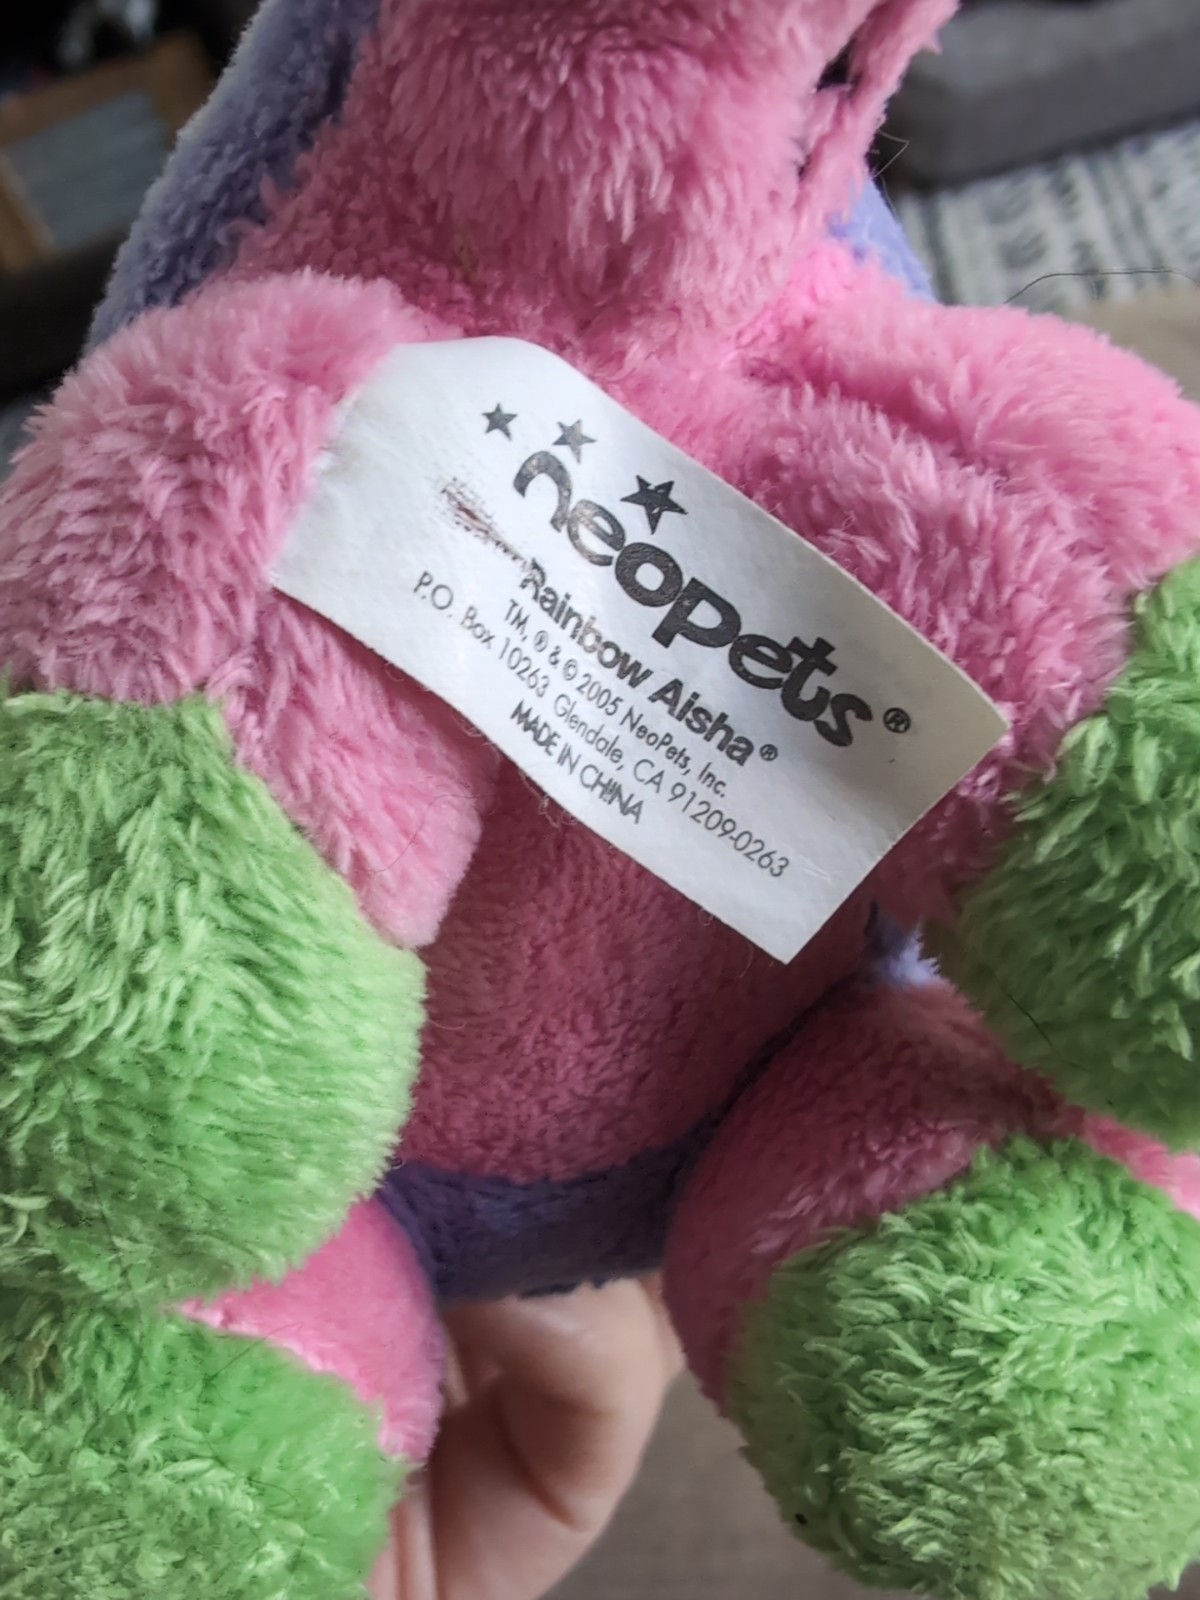 neopets®
Rainbow Aisha®
TM, ® & © 2005 NeoPets, Inc.
P.O. Box 10263 Glendale, CA 91209-0263
MADE IN CHINA